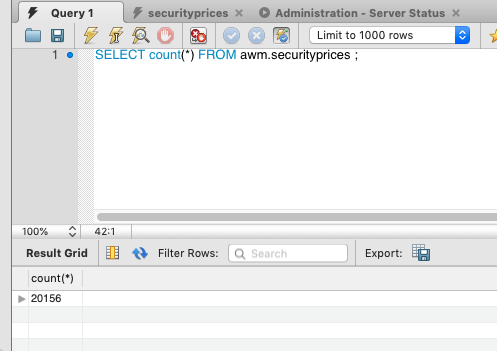 Query 1 securityprices Administration - Server Status
Limit to 1000 rows
1 SELECT count(*) FROM awm.securityprices ;
100% 42:1
Result Grid Filter Rows: Search Export:
count(*)
20156